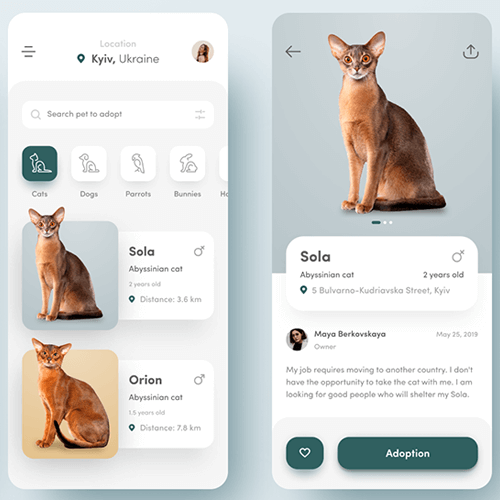 Location
Kyiv, Ukraine
Search pet to adopt
Cats
Dogs
Parrots
Bunnies
Sola
Abyssinian cat
2 years old
Distance: 3.6 km
Orion
Abyssinian cat
1.5 years old
Distance: 7.8 km
Sola
Abyssinian cat 2 years old
5 Bulvarno-Kudriavska Street, Kyiv
Maya Berkovskaya May 25, 2019
Owner
My job requires moving to another country. I don't
have the opportunity to take the cat with me. I am
looking for good people who will shelter my Sola.
Adoption